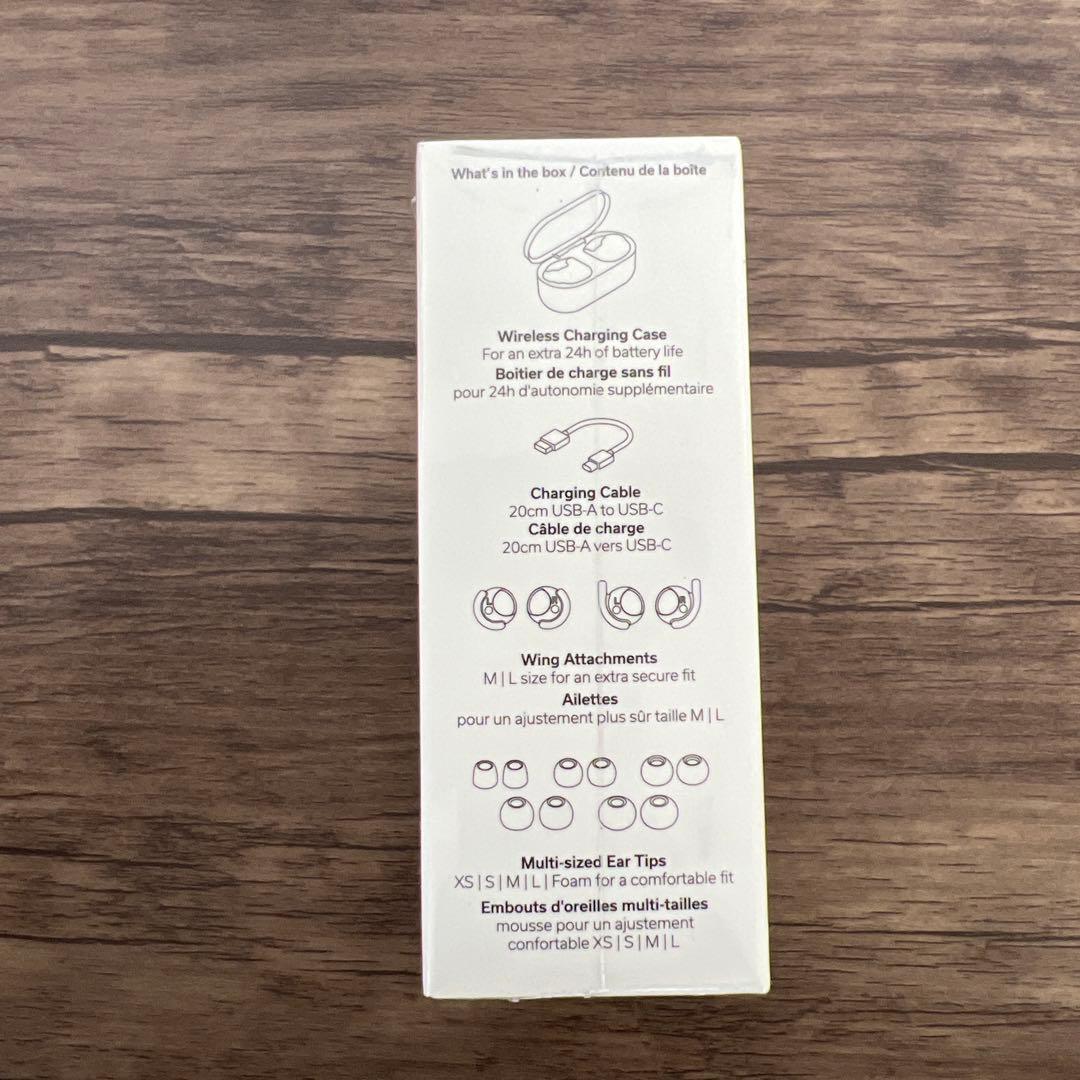 What's in the box / Contenu de la boîte
Wireless Charging Case
For an extra 24h of battery life
Boitier de charge sans fil
pour 24h d'autonomie supplémentaire
Charging Cable
20cm USB-A to USB-C
Câble de charge
20cm USB-A vers USB-C
L R L R
Wing Attachments
M | L size for an extra secure fit
Ailettes
pour un ajustement plus sûr taille M | L
Multi-sized Ear Tips
XS | S | M | L | Foam for a comfortable fit
Embouts d'oreilles multi-tailles
mousse pour un ajustement
confortable XS | S | M | L